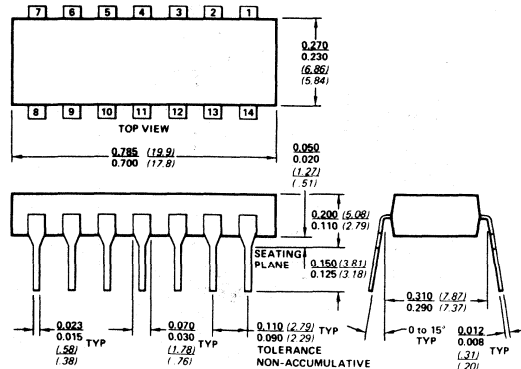 7 6 5 4 3 2 1
0.270
0.230
(6.86)
(5.84)
8 9 10 11 12 13 14
TOP VIEW
0.785 (19.9)
0.700 (17.8)
0.050
0.020
(1.27)
(.51)
0.200 (5.08)
0.110 (2.79)
SEATING
PLANE
0.150 (3.81)
0.125 (3.18)
0.310 (7.87)
0.290 (7.37)
0.023
0.015
(.58)
(.38)
TYP
0.070
0.030
(1.78)
(.76)
TYP
0.110 (2.79)
0.090 (2.29)
TYP
TOLERANCE
NON-ACCUMULATIVE
0 to 15°
TYP
0.012
0.008
(.31)
(.20)
TYP